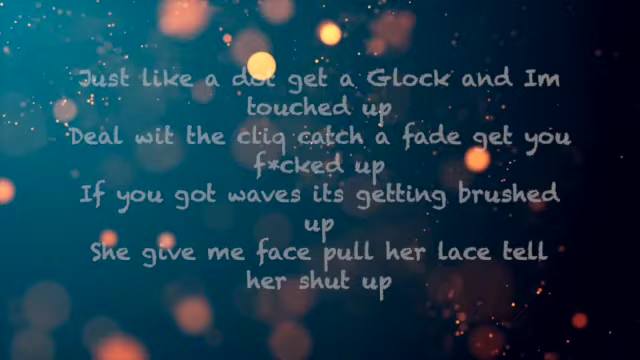 Just like a dot get a Glock and Im
touched up
Deal wit the cliq catch a fade get you
f*cked up
If you got waves its getting brushed
up
She give me face pull her lace tell
her shut up